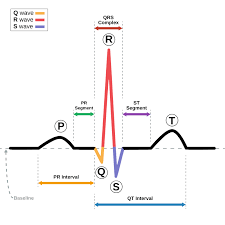 Q wave
R wave
S wave
QRS
Complex
R
PR
Segment
ST
Segment
P
T
Q
S
PR Interval
QT Interval
Baseline